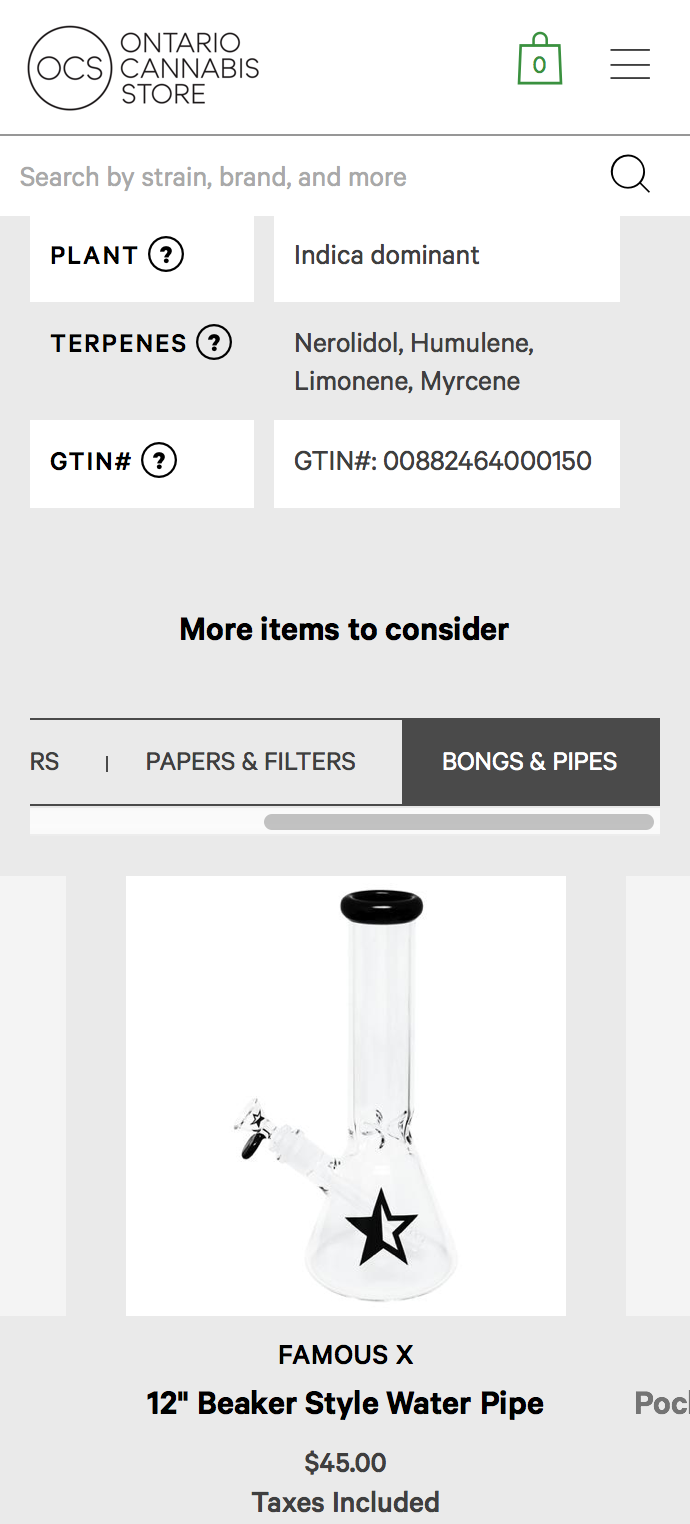 OCS
ONTARIO
CANNABIS
STORE
0
Search by strain, brand, and more
PLANT ?
Indica dominant
TERPENES ?
Nerolidol, Humulene,
Limonene, Myrcene
GTIN# ?
GTIN#: 00882464000150
More items to consider
RS | PAPERS & FILTERS
BONGS & PIPES
FAMOUS X
12" Beaker Style Water Pipe
Poc
$45.00
Taxes Included